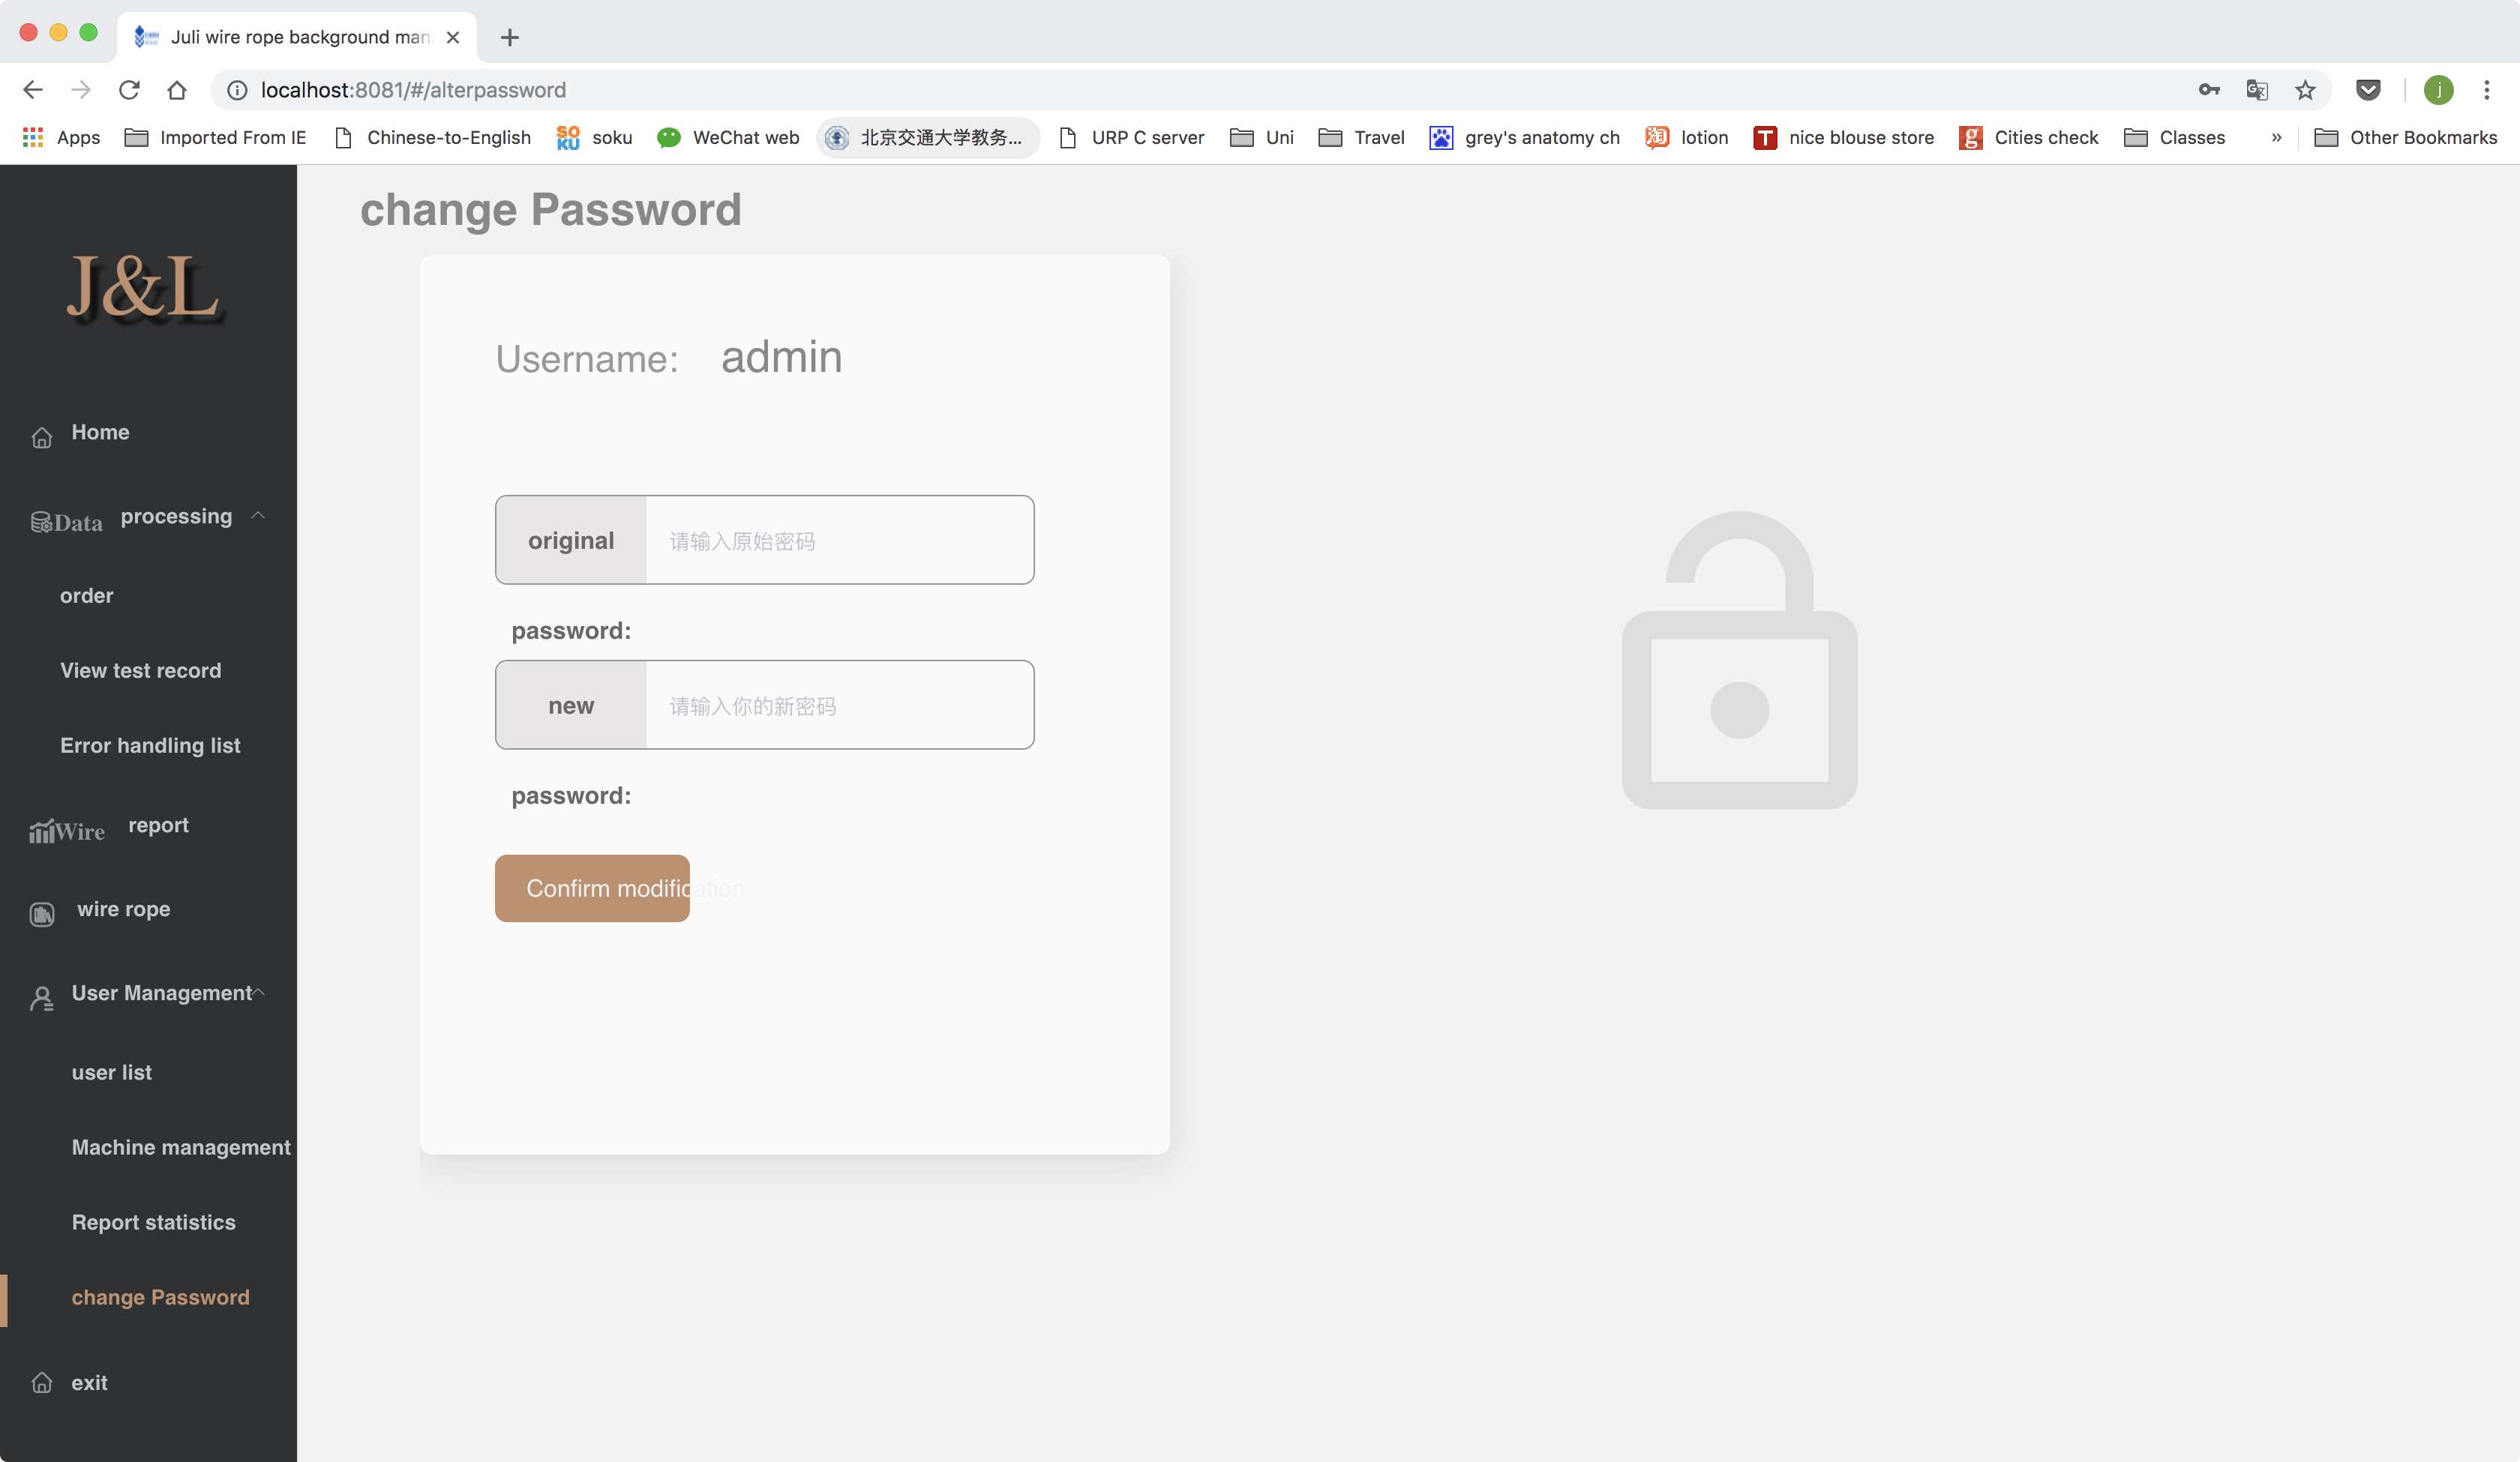 Juli wire rope background man
localhost:8081/#/alterpassword
j
Apps
Imported From IE
Chinese-to-English
SO
KU
soku
WeChat web
北京交通大学教务...
URP C server
Uni
Travel
grey's anatomy ch
淘
lotion
T
nice blouse store
g
Cities check
Classes
»
Other Bookmarks
J&L
Home
Data processing
order
View test record
Error handling list
Wire report
wire rope
User Management
user list
Machine management
Report statistics
change Password
exit
change Password
Username: admin
original
请输入原始密码
password:
new
请输入你的新密码
password:
Confirm modification